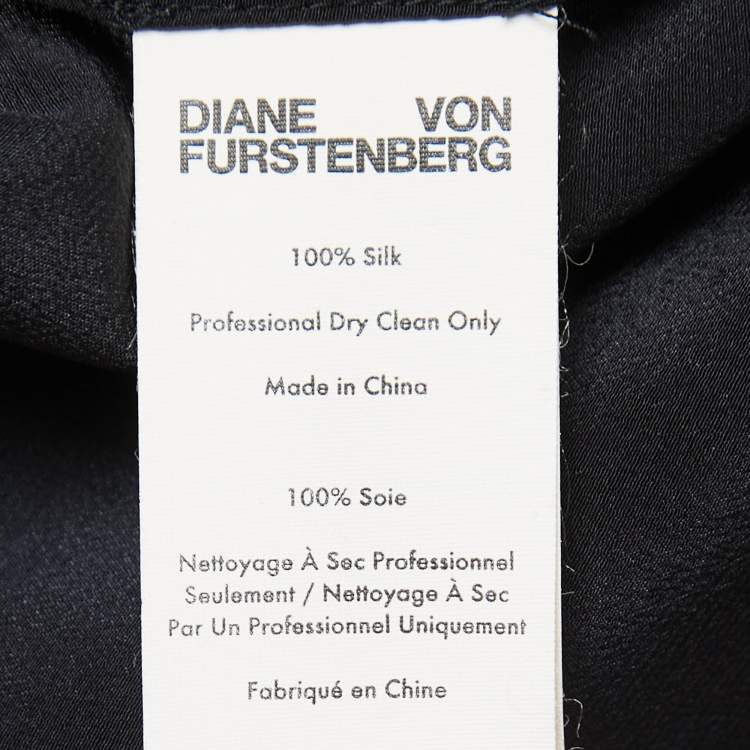 DIANE VON
FURSTENBERG
100% Silk
Professional Dry Clean Only
Made in China
100% Soie
Nettoyage À Sec Professionnel
Seulement / Nettoyage À Sec
Par Un Professionnel Uniquement
Fabriqué en Chine